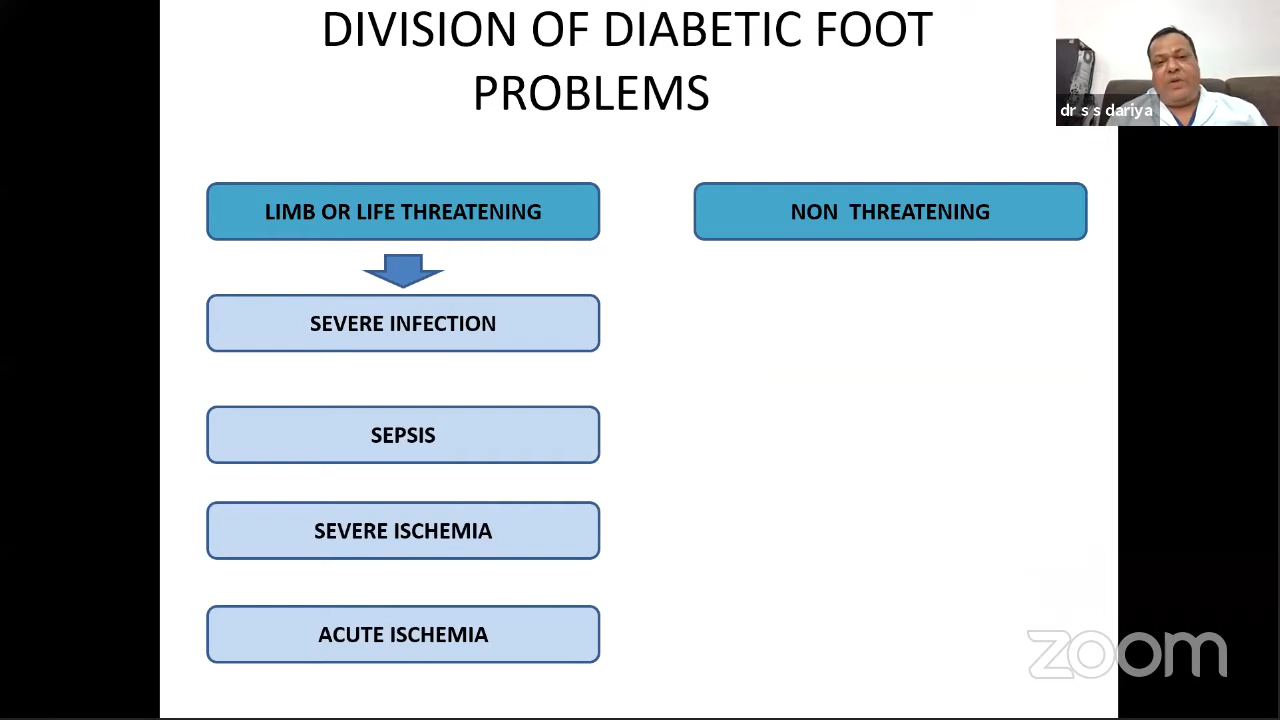 DIVISION OF DIABETIC FOOT
PROBLEMS
dr s s dariya
LIMB OR LIFE THREATENING
NON THREATENING
SEVERE INFECTION
SEPSIS
SEVERE ISCHEMIA
ACUTE ISCHEMIA
zoom